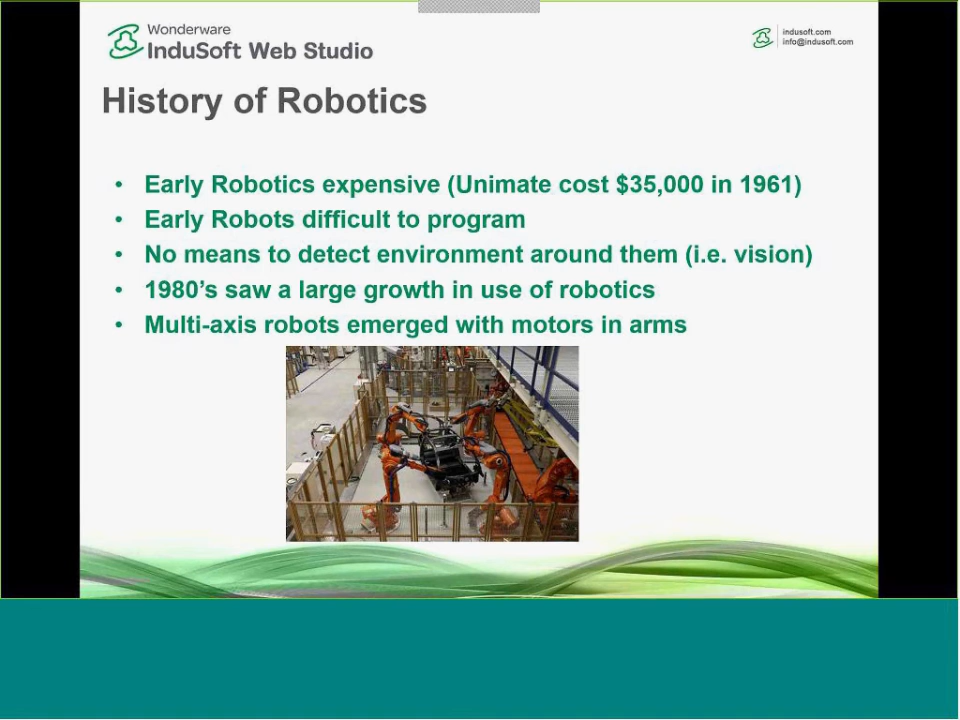 Wonderware
InduSoft Web Studio
indusoft.com
info@indusoft.com
History of Robotics
• Early Robotics expensive (Unimate cost $35,000 in 1961)
• Early Robots difficult to program
• No means to detect environment around them (i.e. vision)
• 1980's saw a large growth in use of robotics
• Multi-axis robots emerged with motors in arms